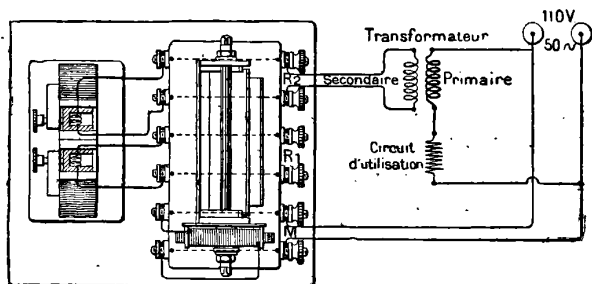 110V
50∿
Transformateur
R2
Secondaire
Primaire
Circuit
d'utilisation
R1
M